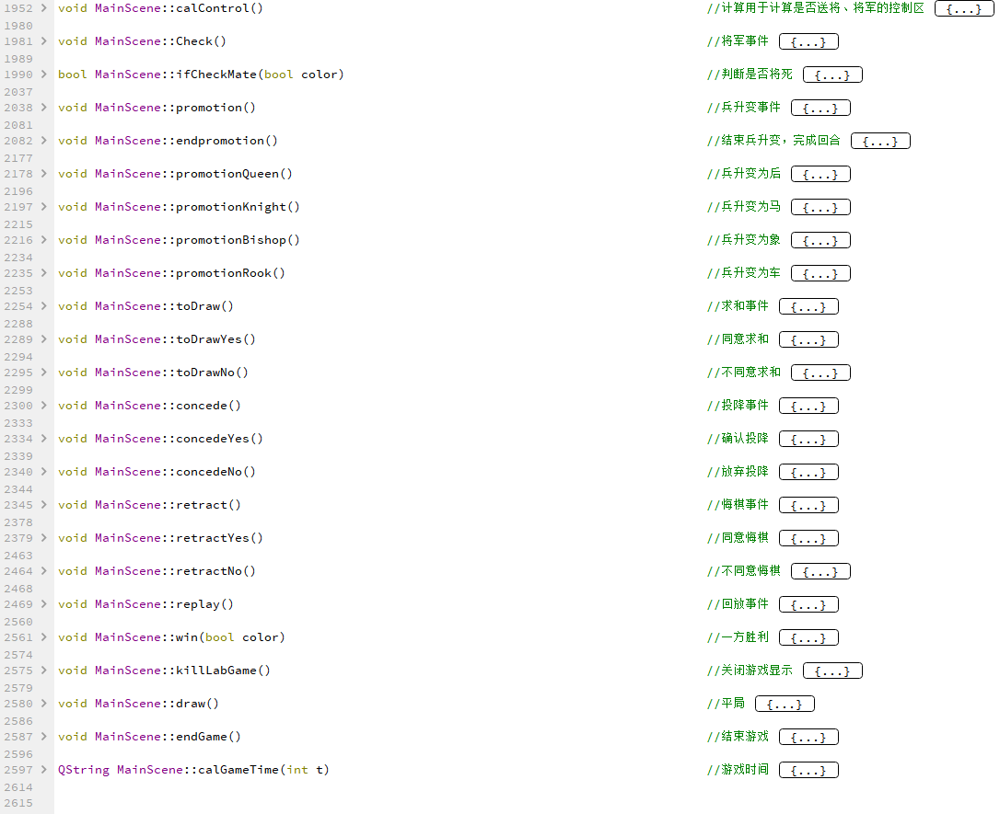 1952 void MainScene::calControl() //计算用于计算是否送将、将军的控制区 {...}
1980
1981 void MainScene::Check() //将军事件 {...}
1989
1990 bool MainScene::ifCheckMate(bool color) //判断是否将死 {...}
2037
2038 void MainScene::promotion() //兵升变事件 {...}
2081
2082 void MainScene::endpromotion() //结束兵升变，完成回合 {...}
2177
2178 void MainScene::promotionQueen() //兵升变为后 {...}
2196
2197 void MainScene::promotionKnight() //兵升变为马 {...}
2215
2216 void MainScene::promotionBishop() //兵升变为象 {...}
2234
2235 void MainScene::promotionRook() //兵升变为车 {...}
2253
2254 void MainScene::toDraw() //求和事件 {...}
2288
2289 void MainScene::toDrawYes() //同意求和 {...}
2294
2295 void MainScene::toDrawNo() //不同意求和 {...}
2299
2300 void MainScene::concede() //投降事件 {...}
2333
2334 void MainScene::concedeYes() //确认投降 {...}
2339
2340 void MainScene::concedeNo() //放弃投降 {...}
2344
2345 void MainScene::retract() //悔棋事件 {...}
2378
2379 void MainScene::retractYes() //同意悔棋 {...}
2463
2464 void MainScene::retractNo() //不同意悔棋 {...}
2468
2469 void MainScene::replay() //回放事件 {...}
2560
2561 void MainScene::win(bool color) //一方胜利 {...}
2574
2575 void MainScene::killLabGame() //关闭游戏显示 {...}
2579
2580 void MainScene::draw() //平局 {...}
2586
2587 void MainScene::endGame() //结束游戏 {...}
2596
2597 QString MainScene::calGameTime(int t) //游戏时间 {...}
2614
2615